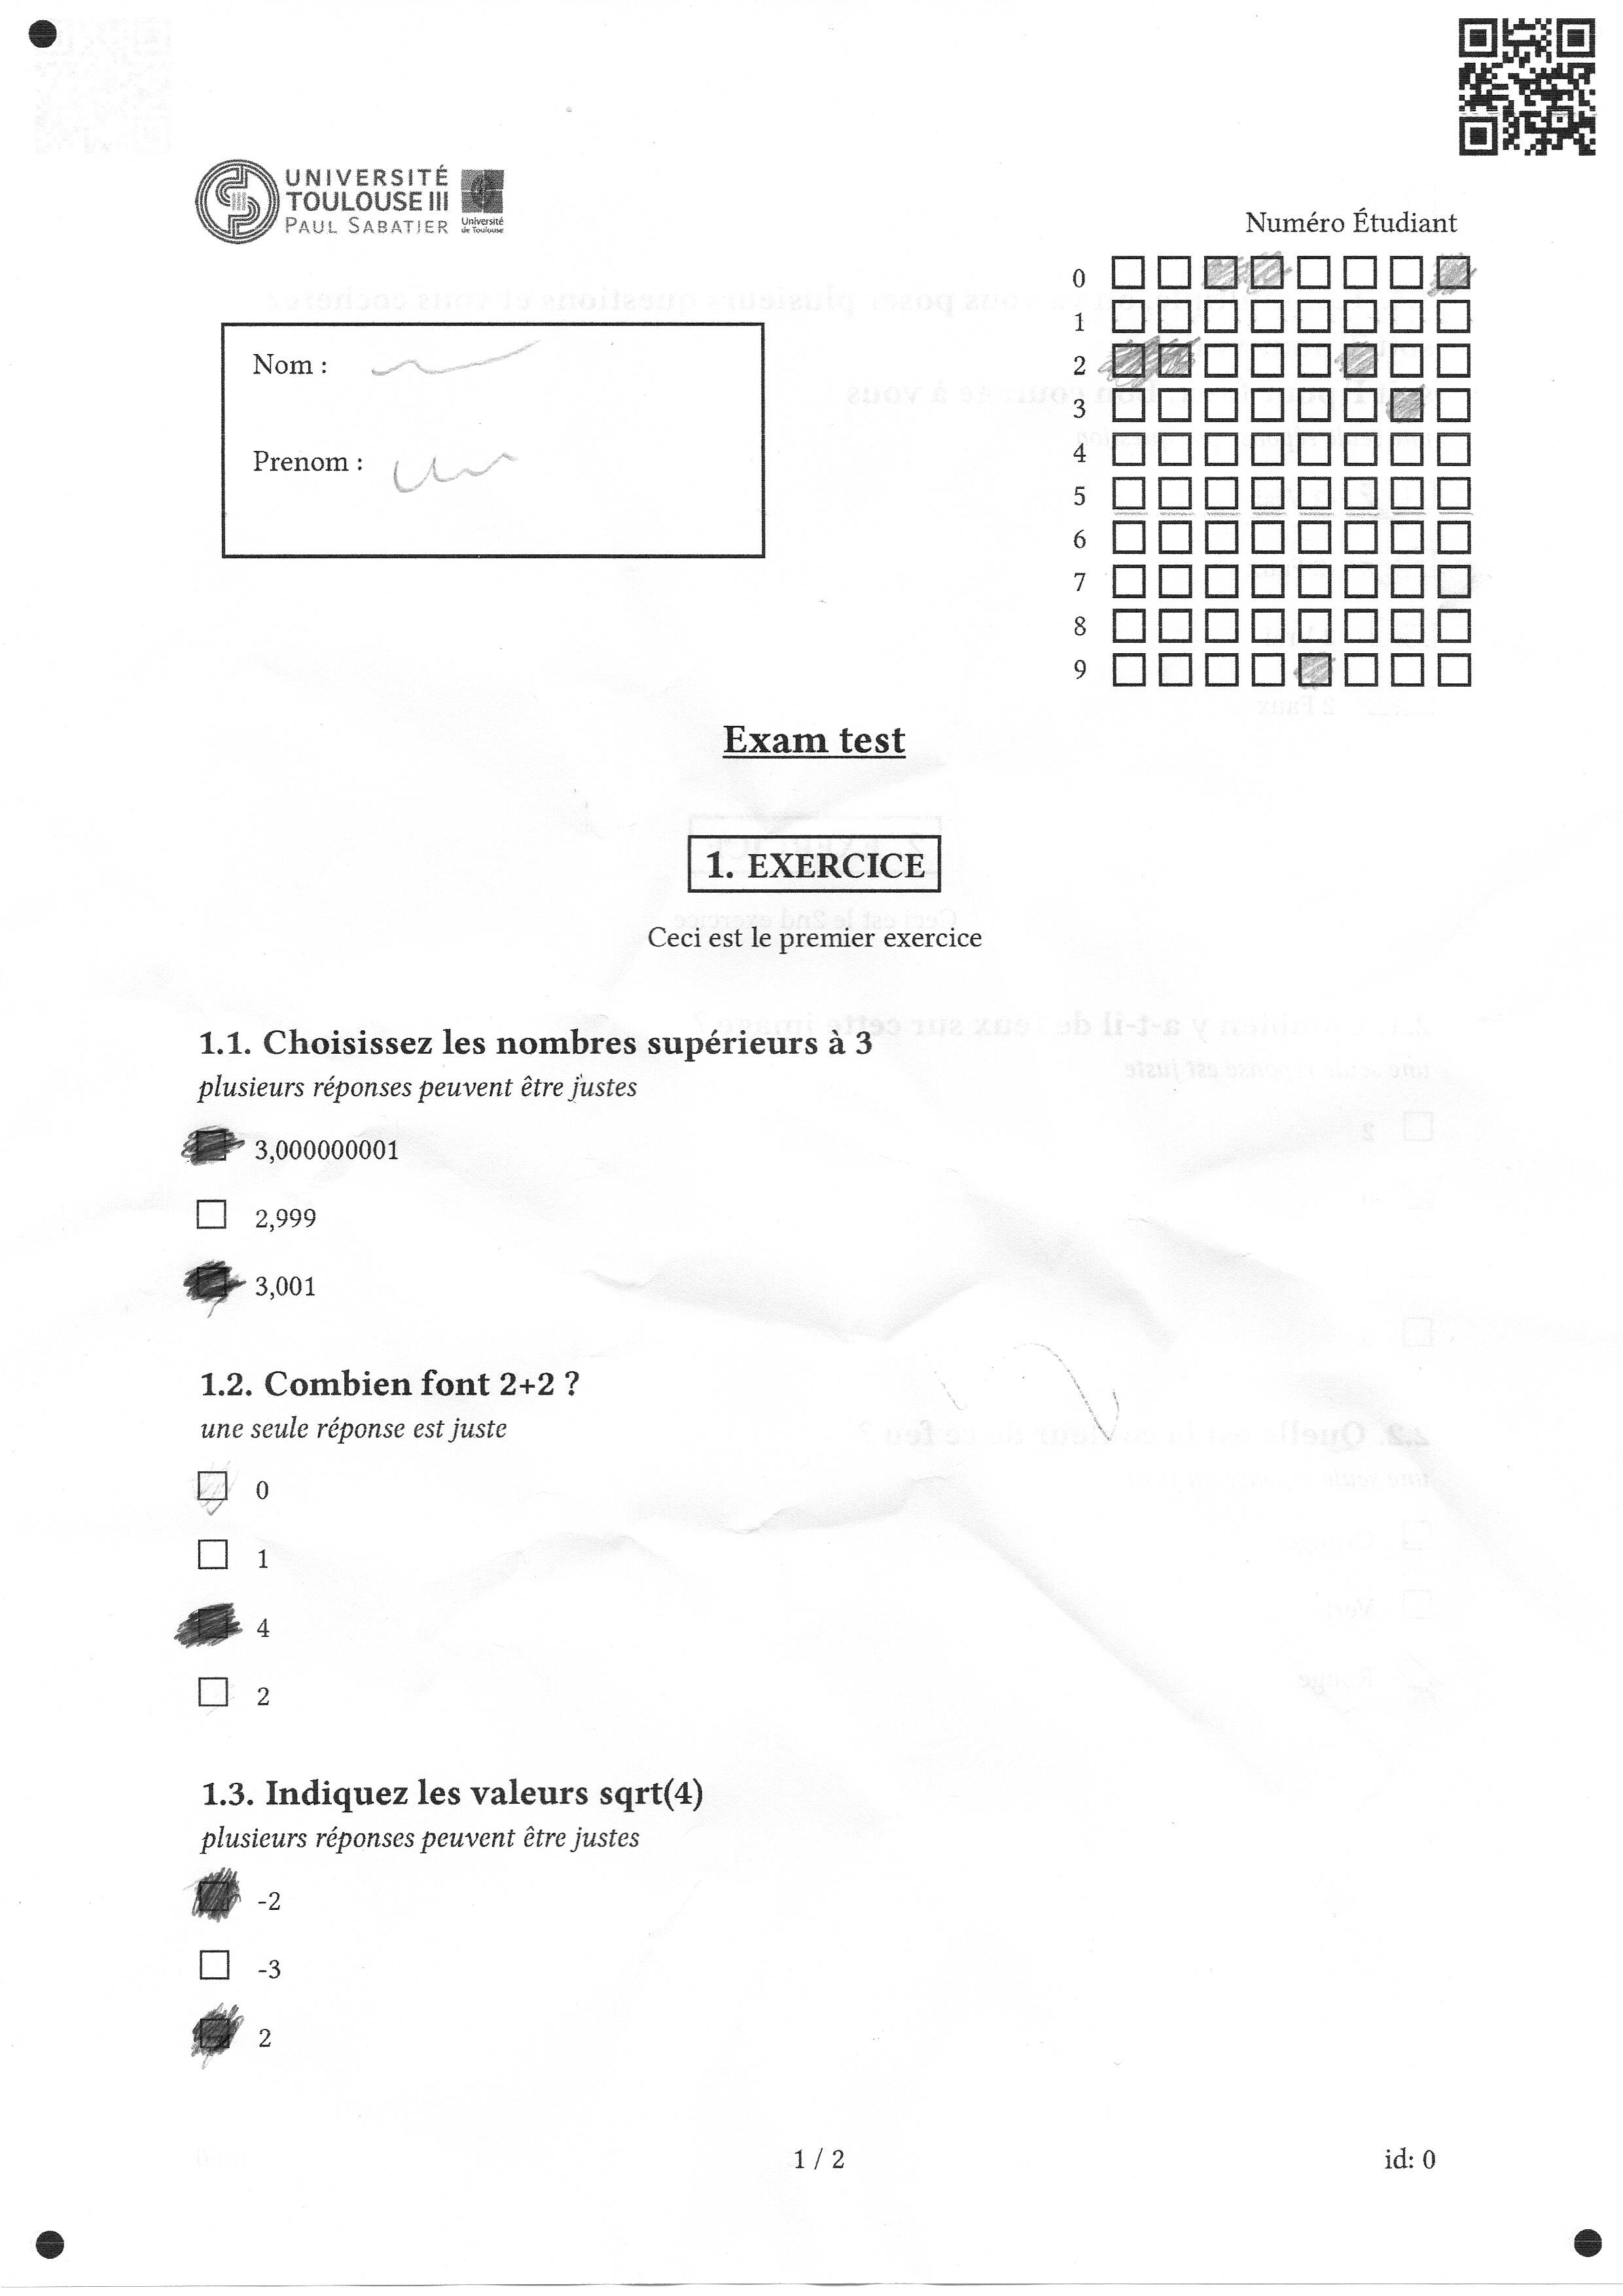 UNIVERSITÉ
TOULOUSE III
PAUL SABATIER
Université
de Toulouse
Numéro Étudiant
0
1
2
3
4
5
6
7
8
9
Nom :
Prenom :
Exam test
1. EXERCICE
Ceci est le premier exercice
1.1. Choisissez les nombres supérieurs à 3
plusieurs réponses peuvent être justes
3,000000001
2,999
3,001
1.2. Combien font 2+2 ?
une seule réponse est juste
0
1
4
2
1.3. Indiquez les valeurs sqrt(4)
plusieurs réponses peuvent être justes
-2
-3
2
1 / 2
id: 0